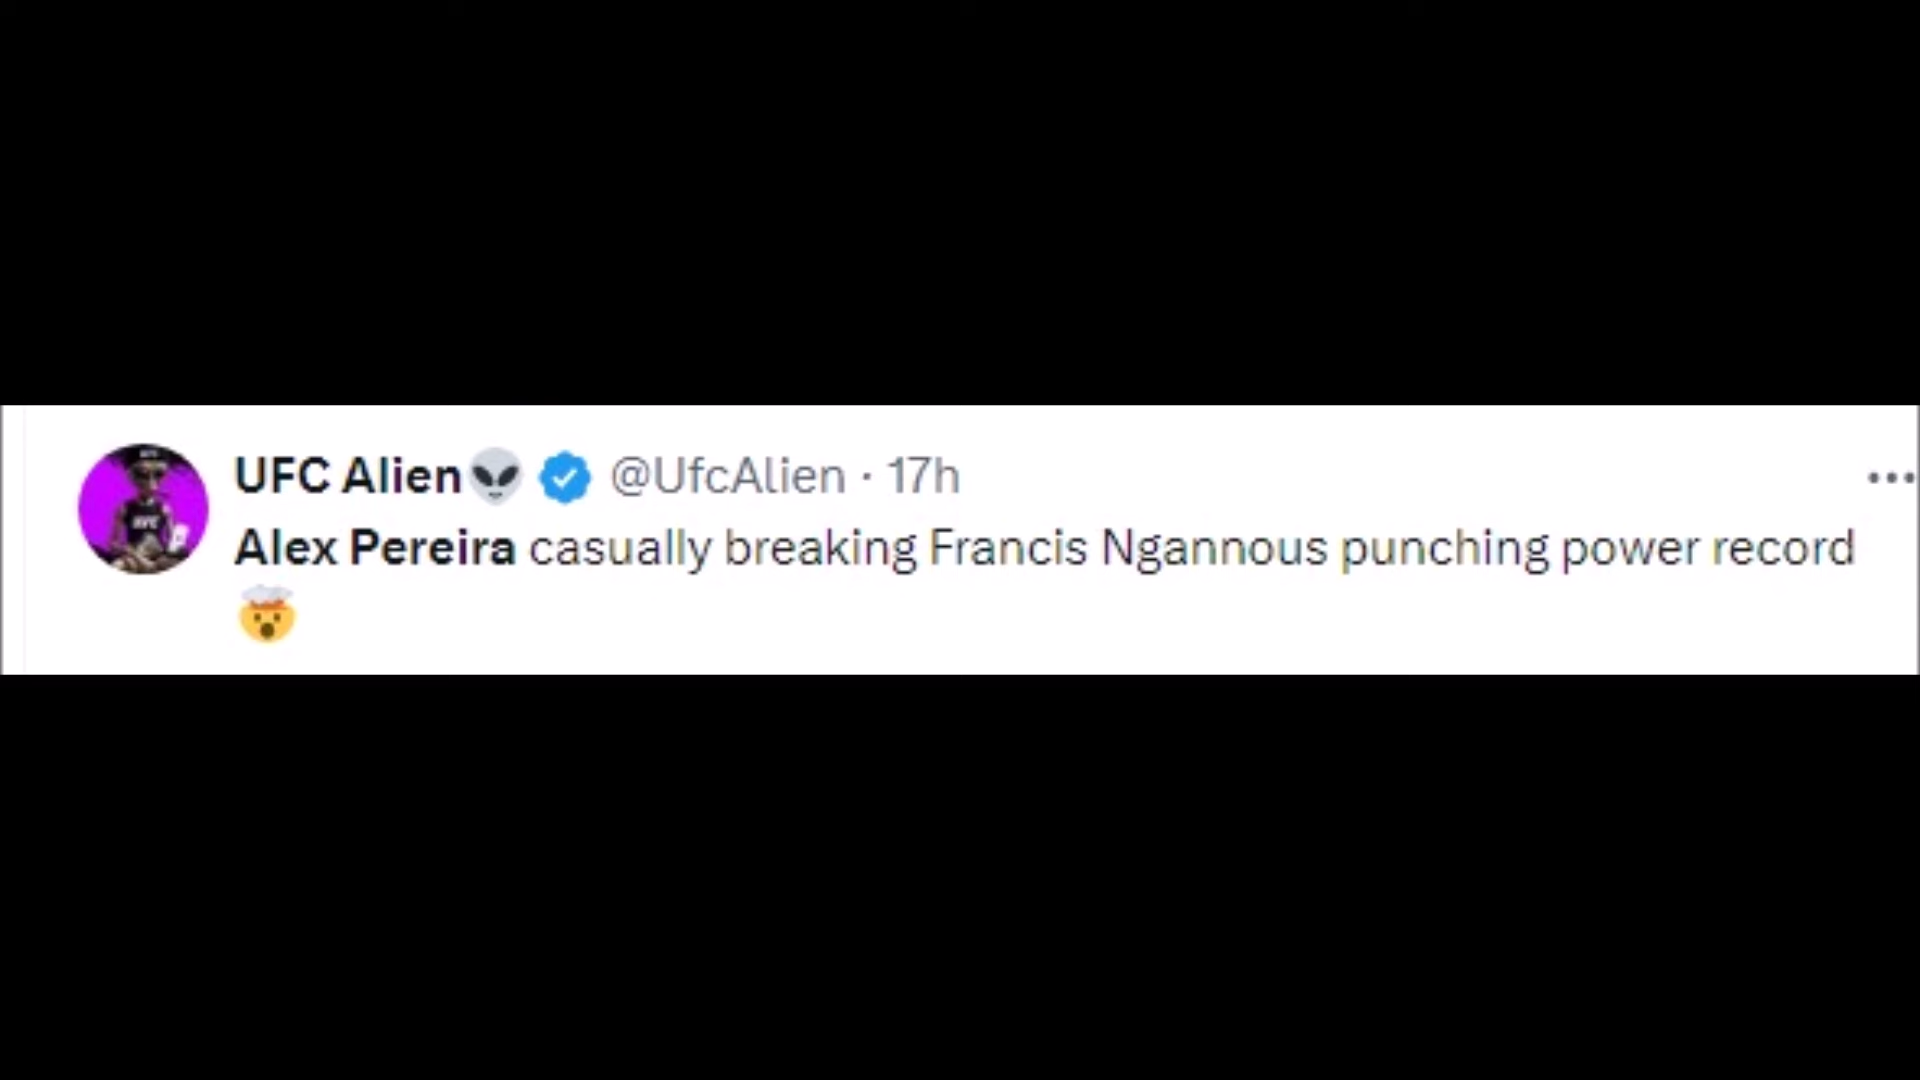 UFC Alien👽 @UfcAlien · 17h
Alex Pereira casually breaking Francis Ngannous punching power record
🤯